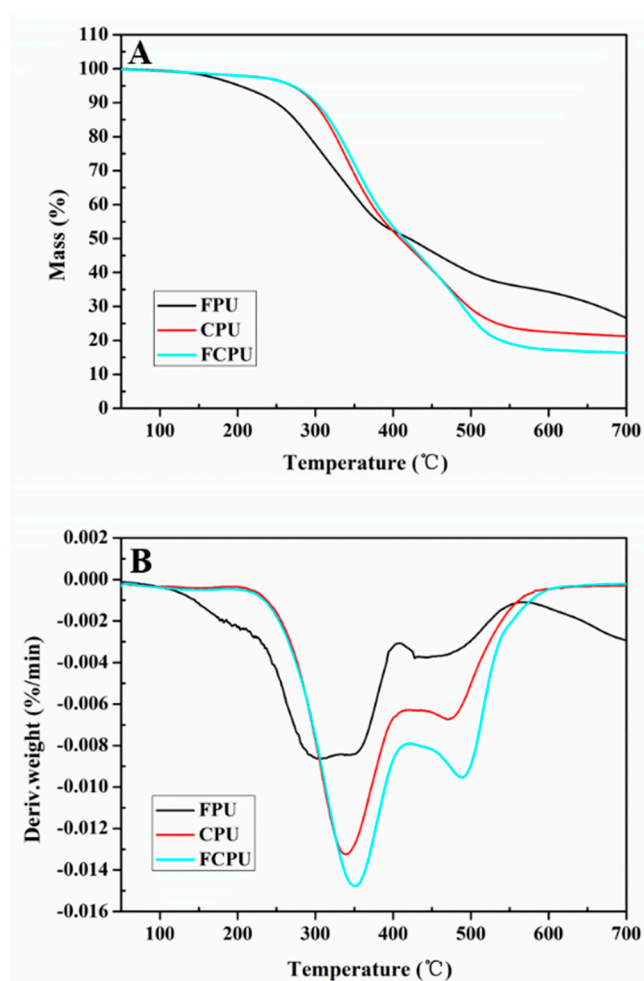 A
110
100
90
80
70
60
50
40
30
20
10
0
Mass (%)
FPU
CPU
FCPU
100 200 300 400 500 600 700
Temperature (℃)
B
0.002
0.000
-0.002
-0.004
-0.006
-0.008
-0.010
-0.012
-0.014
-0.016
Deriv.weight (%/min)
FPU
CPU
FCPU
100 200 300 400 500 600 700
Temperature (℃)